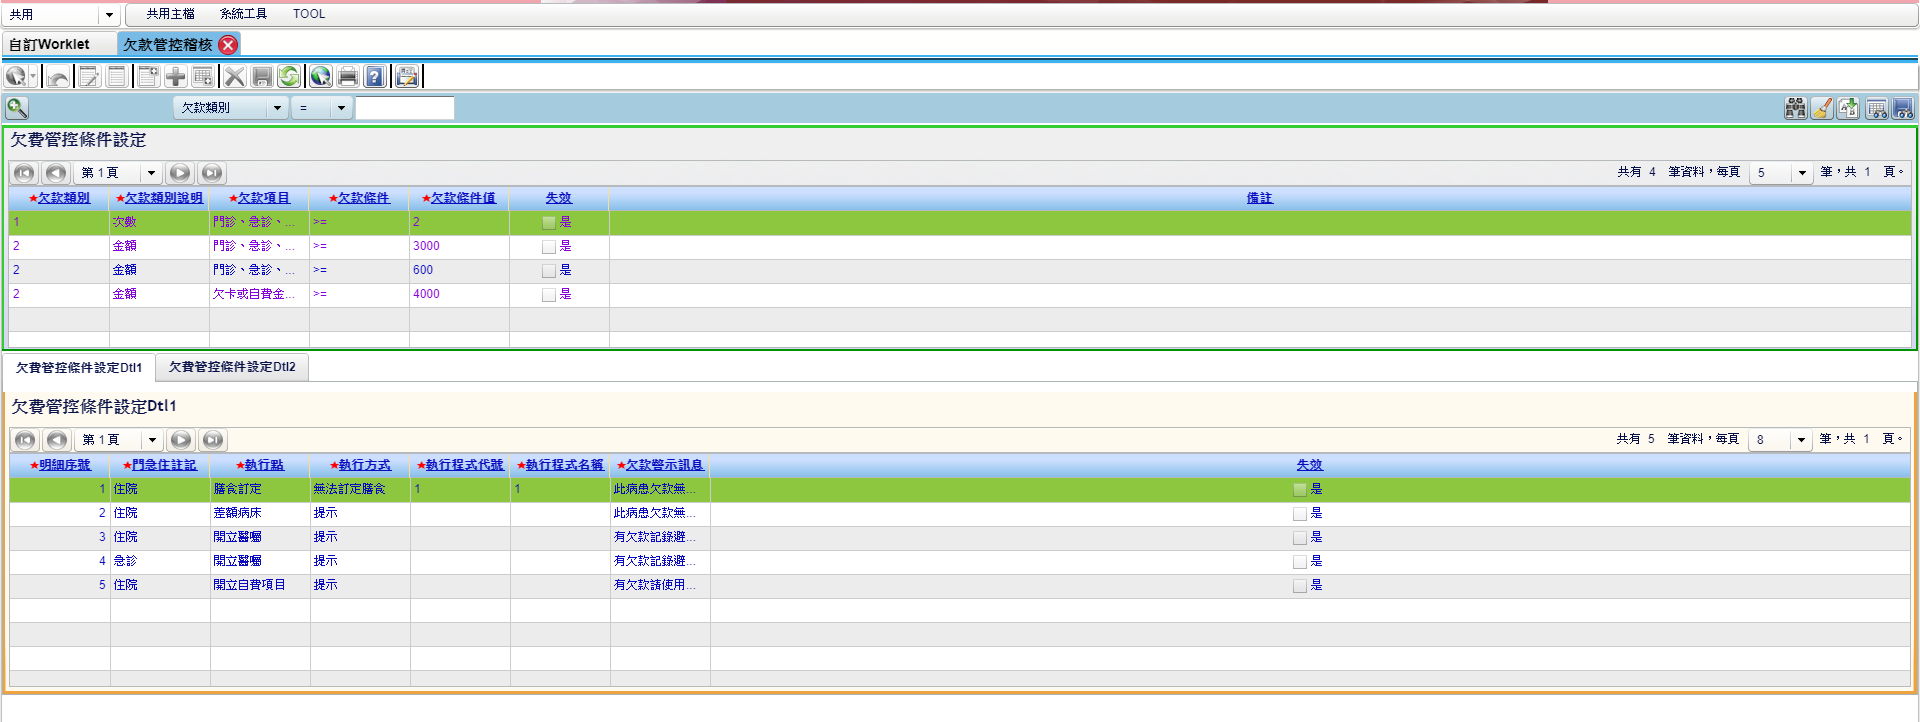 共用 共用主檔 系統工具 TOOL
自訂Worklet 欠款管控稽核
欠款類別 =
欠費管控條件設定
第 1 頁 共有 4 筆資料，每頁 5 筆，共 1 頁。
★欠款類別 ★欠款類別說明 ★欠款項目 ★欠款條件 ★欠款條件值 失效 備註
1 次數 門診、急診、... >= 2 是
2 金額 門診、急診、... >= 3000 是
2 金額 門診、急診、... >= 600 是
2 金額 欠卡或自費金... >= 4000 是
欠費管控條件設定Dtl1 欠費管控條件設定Dtl2
欠費管控條件設定Dtl1
第 1 頁 共有 5 筆資料，每頁 8 筆，共 1 頁。
★明細序號 ★門急住註記 ★執行點 ★執行方式 ★執行程式代號 ★執行程式名稱 ★欠款警示訊息 失效
1 住院 膳食訂定 無法訂定膳食 1 1 此病患欠款無... 是
2 住院 差額病床 提示 此病患欠款無... 是
3 住院 開立醫囑 提示 有欠款記錄避... 是
4 急診 開立醫囑 提示 有欠款記錄避... 是
5 住院 開立自費項目 提示 有欠款請使用... 是